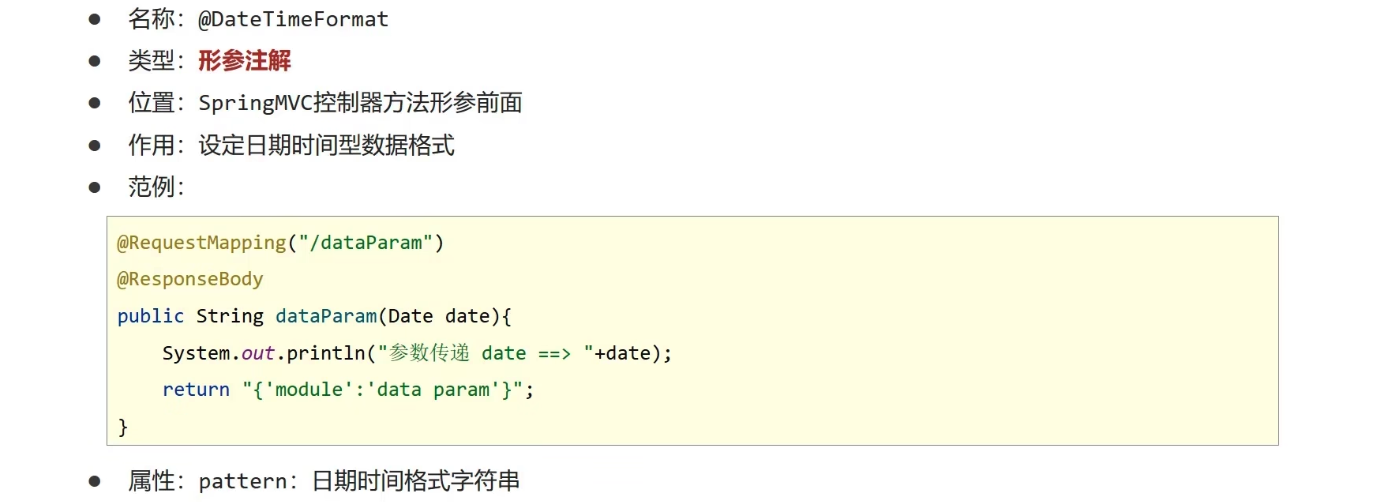 ● 名称：@DateTimeFormat
● 类型：形参注解
● 位置：SpringMVC控制器方法形参前面
● 作用：设定日期时间型数据格式
● 范例：
@RequestMapping("/dataParam")
@ResponseBody
public String dataParam(Date date){
    System.out.println("参数传递 date ==> "+date);
    return "{'module':'data param'}";
}
● 属性：pattern：日期时间格式字符串